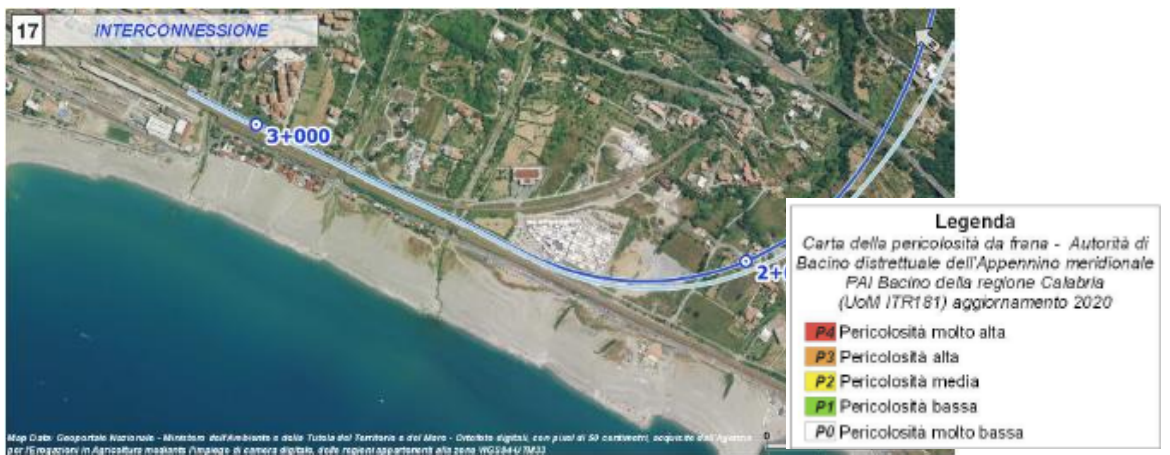 17
INTERCONNESSIONE
3+000
2+
Legenda
Carta della pericolosità da frana - Autorità di
Bacino distrettuale dell'Appennino meridionale
PAI Bacino della regione Calabria
(UoM ITR181) aggiornamento 2020
P4 Pericolosità molto alta
P3 Pericolosità alta
P2 Pericolosità media
P1 Pericolosità bassa
P0 Pericolosità molto bassa
Map Data: Geoportale Nazionale - Ministero dell'Ambiente e della Tutela del Territorio e del Mare - Ortofoto digitali, con pixel di 50 centimetri, acquisite dall'Agenzia
per l'Erogazioni in Agricoltura mediante l'impiego di camera digitale, delle regioni appartenenti alla zona WGS84-UTM33
0